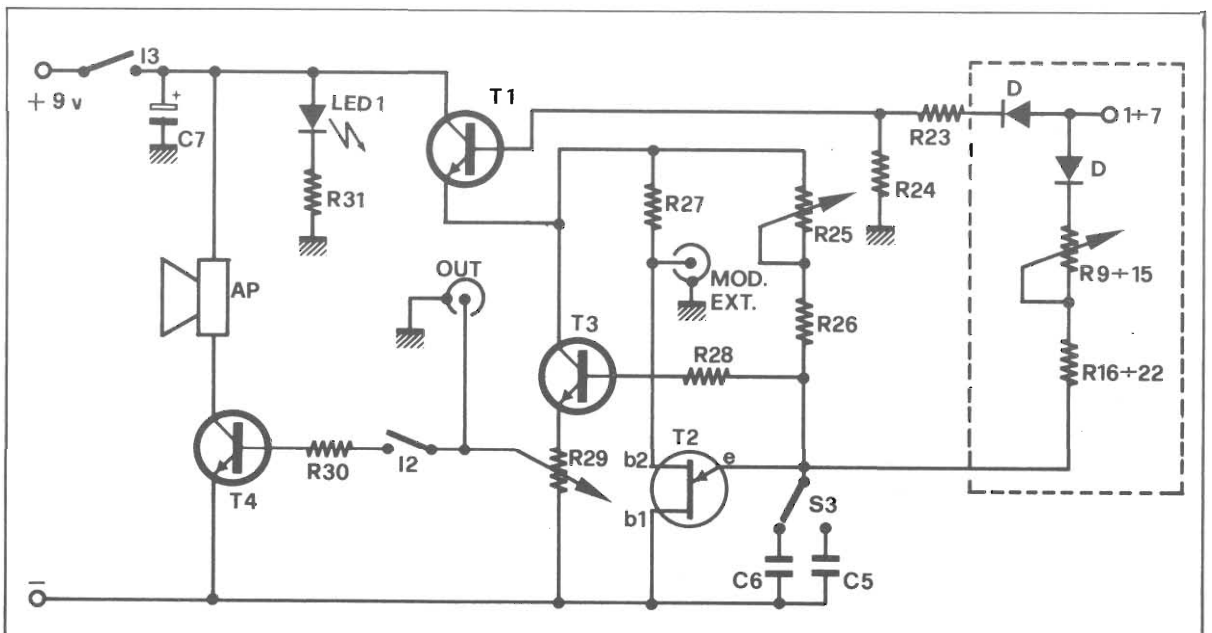 I3
+ 9 v
+
C7
LED 1
R31
T1
R23
D
1÷7
D
R24
R27
R25
R9÷15
AP
OUT
MOD.
EXT.
T3
R26
R28
R16÷22
T4
R30
I2
R29
T2
b2
e
b1
S3
C6
C5
–